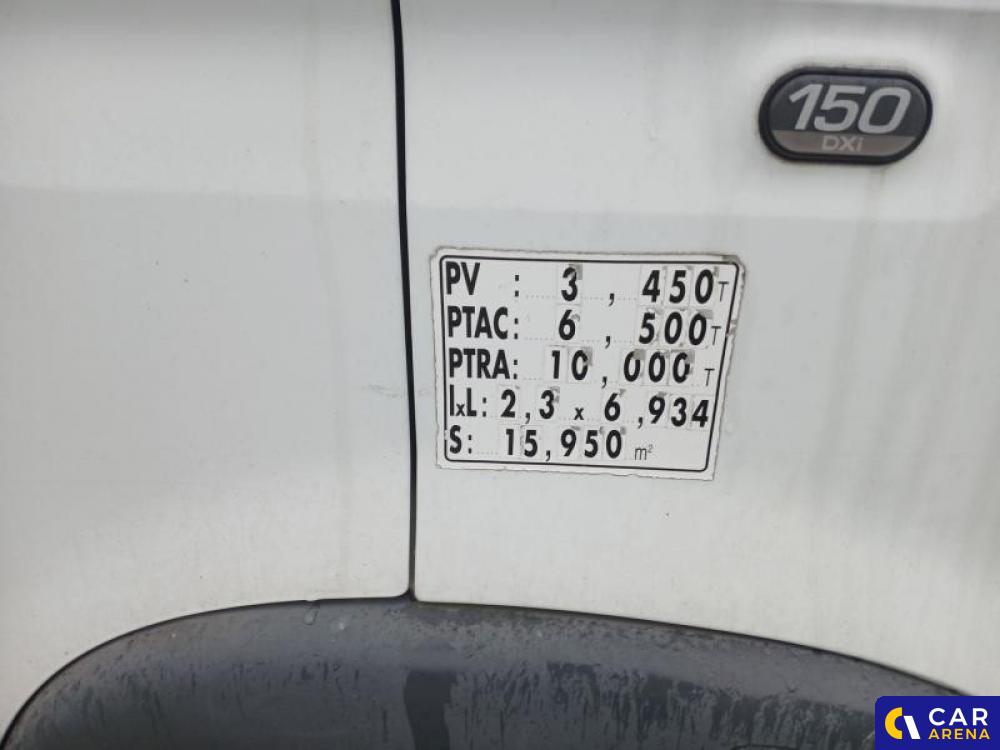 150
DXi
PV : 3 , 450 T
PTAC : 6 , 500 T
PTRA : 10 , 000 T
lxL : 2,3 x 6 ,934
S : 15,950 m²
CAR
ARENA